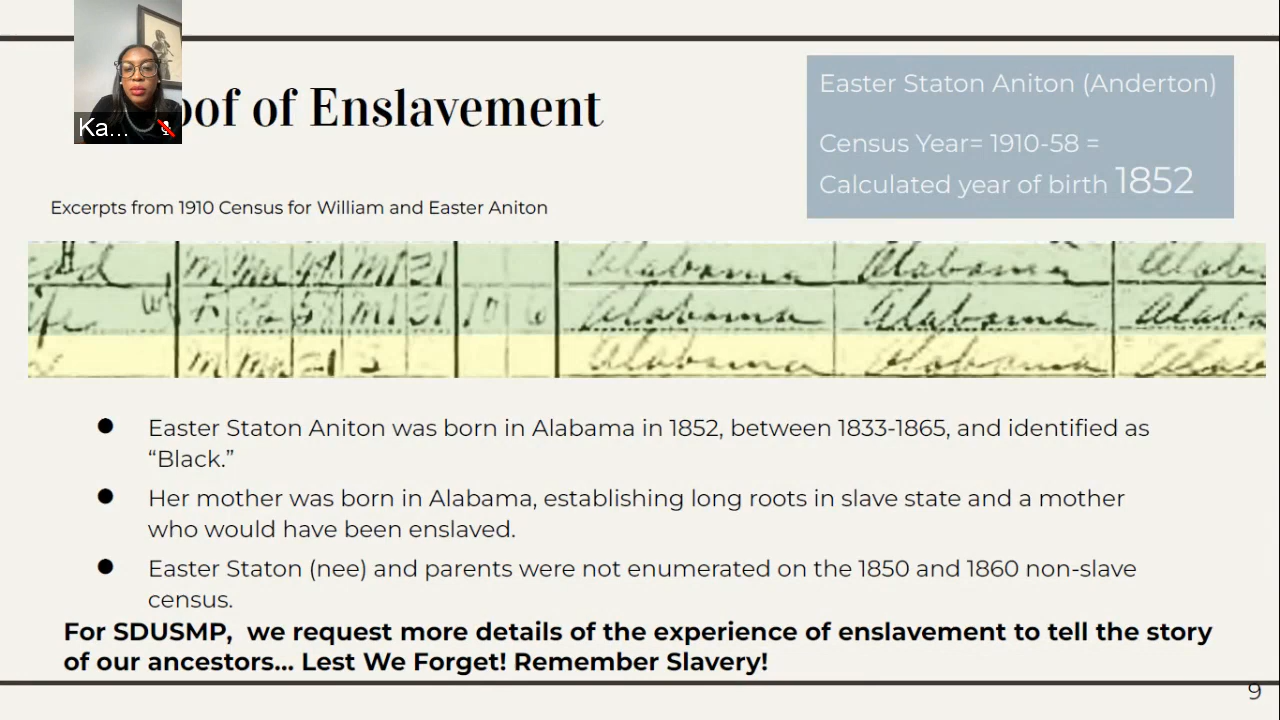 Ka...
oof of Enslavement
Easter Staton Aniton (Anderton)
Census Year= 1910-58 =
Calculated year of birth 1852
Excerpts from 1910 Census for William and Easter Aniton
M 21 Alabama Alabama
M 31 10 6 Alabama Alabama
M Alabama Alabama
● Easter Staton Aniton was born in Alabama in 1852, between 1833-1865, and identified as
“Black.”
● Her mother was born in Alabama, establishing long roots in slave state and a mother
who would have been enslaved.
● Easter Staton (nee) and parents were not enumerated on the 1850 and 1860 non-slave
census.
For SDUSMP,  we request more details of the experience of enslavement to tell the story
of our ancestors... Lest We Forget! Remember Slavery!
9